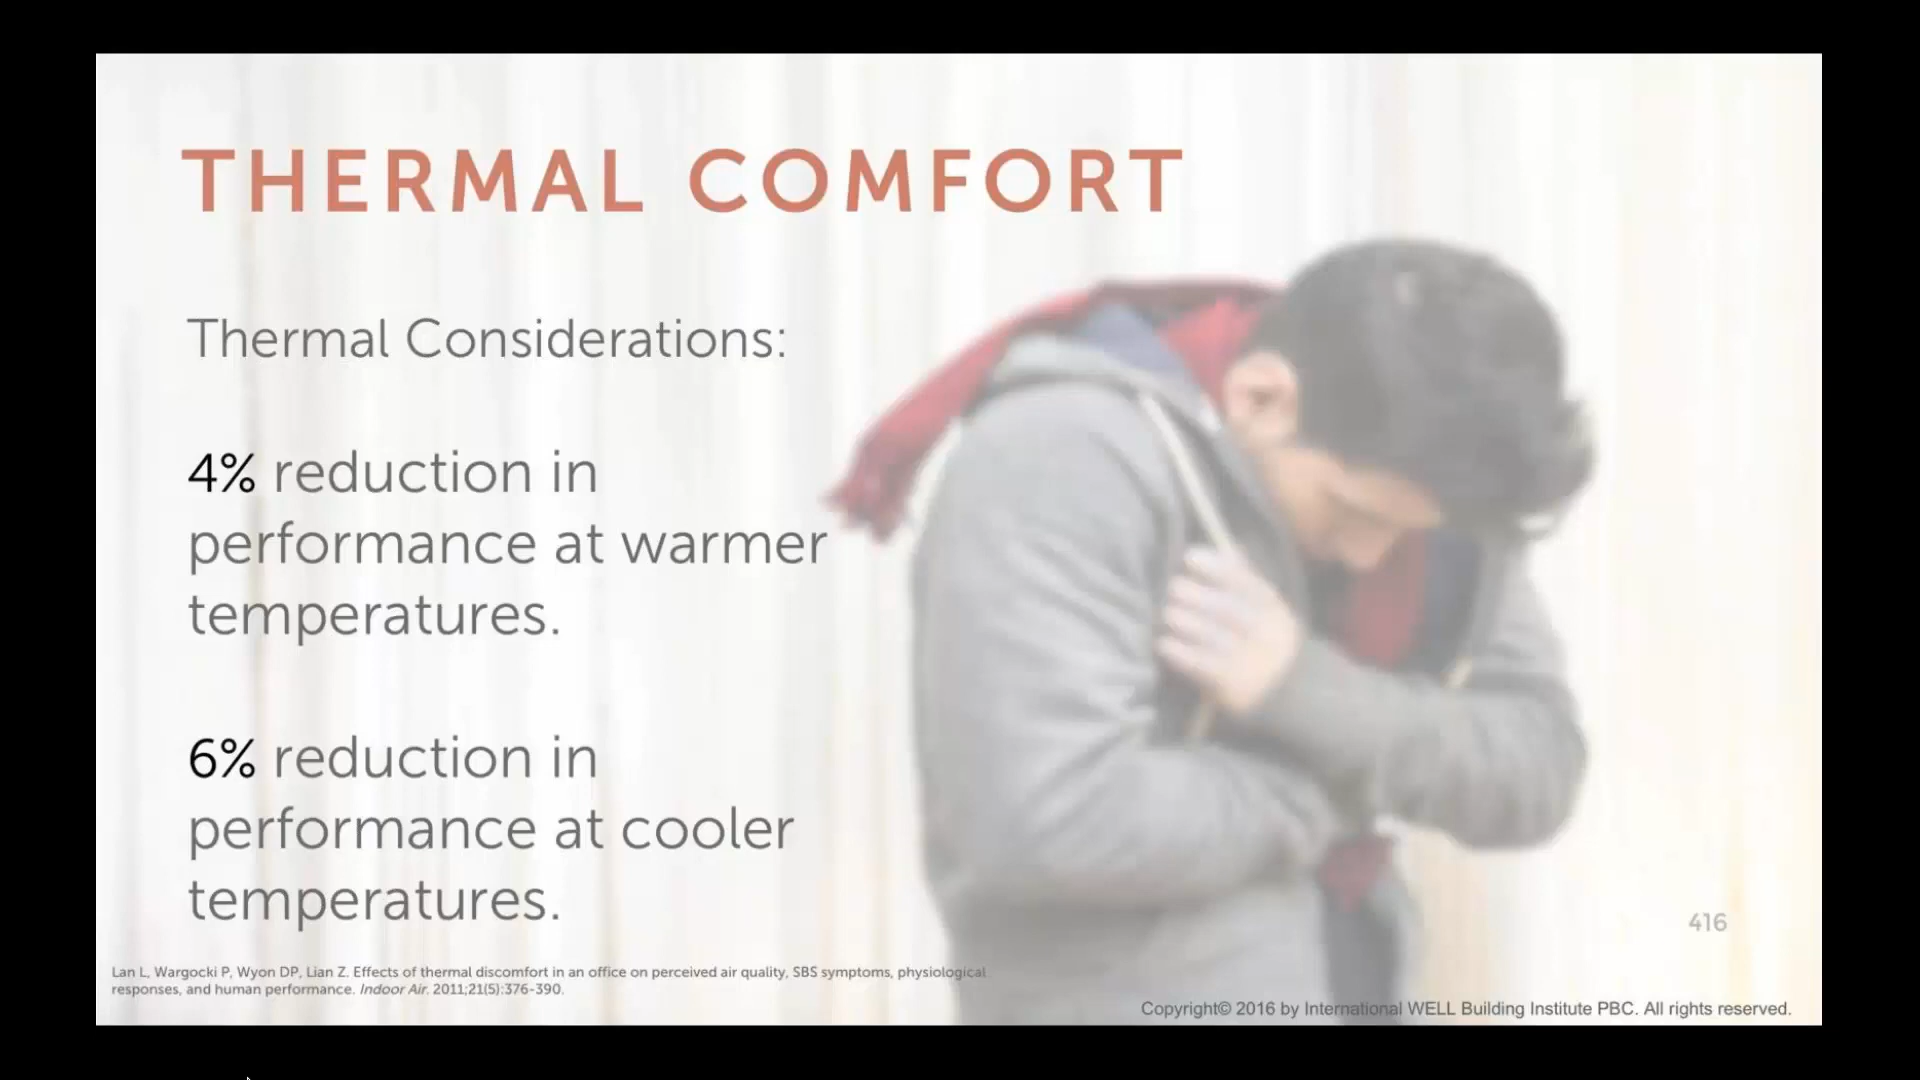 THERMAL COMFORT
Thermal Considerations:
4% reduction in
performance at warmer
temperatures.
6% reduction in
performance at cooler
temperatures.
416
Lan L, Wargocki P, Wyon DP, Lian Z. Effects of thermal discomfort in an office on perceived air quality, SBS symptoms, physiological
responses, and human performance. Indoor Air. 2011;21(5):376-390.
Copyright© 2016 by International WELL Building Institute PBC. All rights reserved.